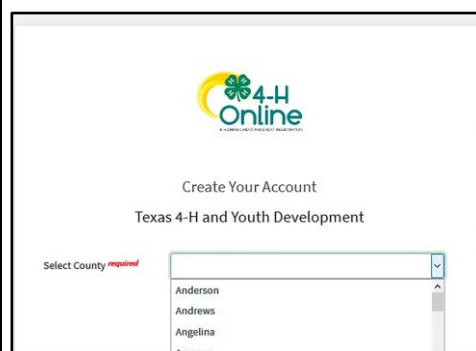 4-H
Online
Create Your Account
Texas 4-H and Youth Development
Select County required
Anderson
Andrews
Angelina